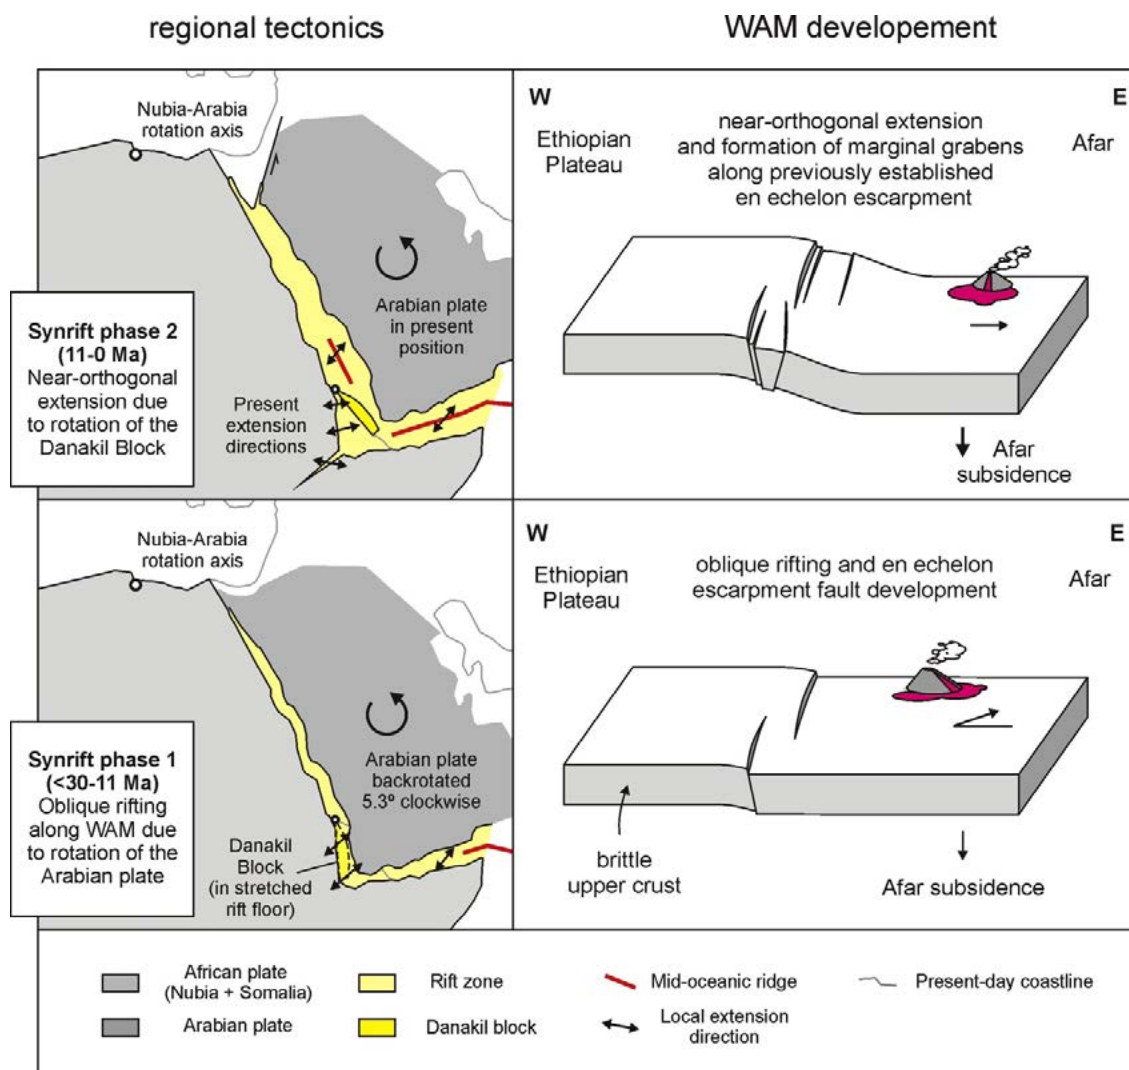 regional tectonics
WAM developement
Nubia-Arabia
rotation axis
Arabian plate
in present
position
Synrift phase 2
(11-0 Ma)
Near-orthogonal
extension due
to rotation of the
Danakil Block
Present
extension
directions
W
E
Ethiopian
Plateau
near-orthogonal extension
and formation of marginal grabens
along previously established
en echelon escarpment
Afar
Afar
subsidence
Nubia-Arabia
rotation axis
Arabian plate
backrotated
5.3º clockwise
Synrift phase 1
(<30-11 Ma)
Oblique rifting
along WAM due
to rotation of the
Arabian plate
Danakil
Block
(in stretched
rift floor)
W
E
Ethiopian
Plateau
oblique rifting and en echelon
escarpment fault development
Afar
brittle
upper crust
Afar subsidence
African plate
(Nubia + Somalia)
Rift zone
Mid-oceanic ridge
Present-day coastline
Arabian plate
Danakil block
Local extension
direction